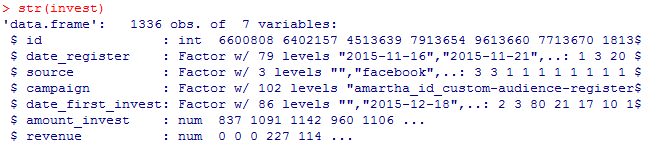 > str(invest)
'data.frame':   1336 obs. of  7 variables:
 $ id               : int  6600808 6402157 4513639 7913654 9613660 7713670 1813$
 $ date_register    : Factor w/ 79 levels "2015-11-16","2015-11-21",..: 1 3 20 $
 $ source           : Factor w/ 3 levels "","facebook",..: 3 3 1 1 1 1 1 1 1 1 $
 $ campaign         : Factor w/ 102 levels "amartha_id_custom-audience-register$
 $ date_first_invest: Factor w/ 86 levels "","2015-12-18",..: 2 3 80 21 17 10 1$
 $ amount_invest    : num  837 1091 1142 960 1106 ...
 $ revenue          : num  0 0 0 227 114 ...